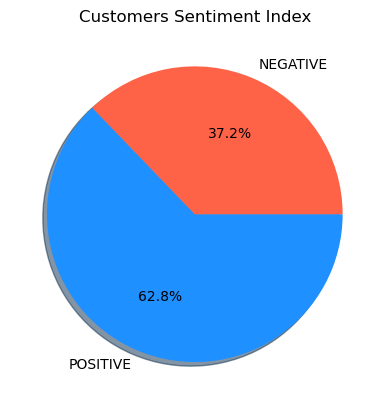 Customers Sentiment Index
NEGATIVE
37.2%
62.8%
POSITIVE